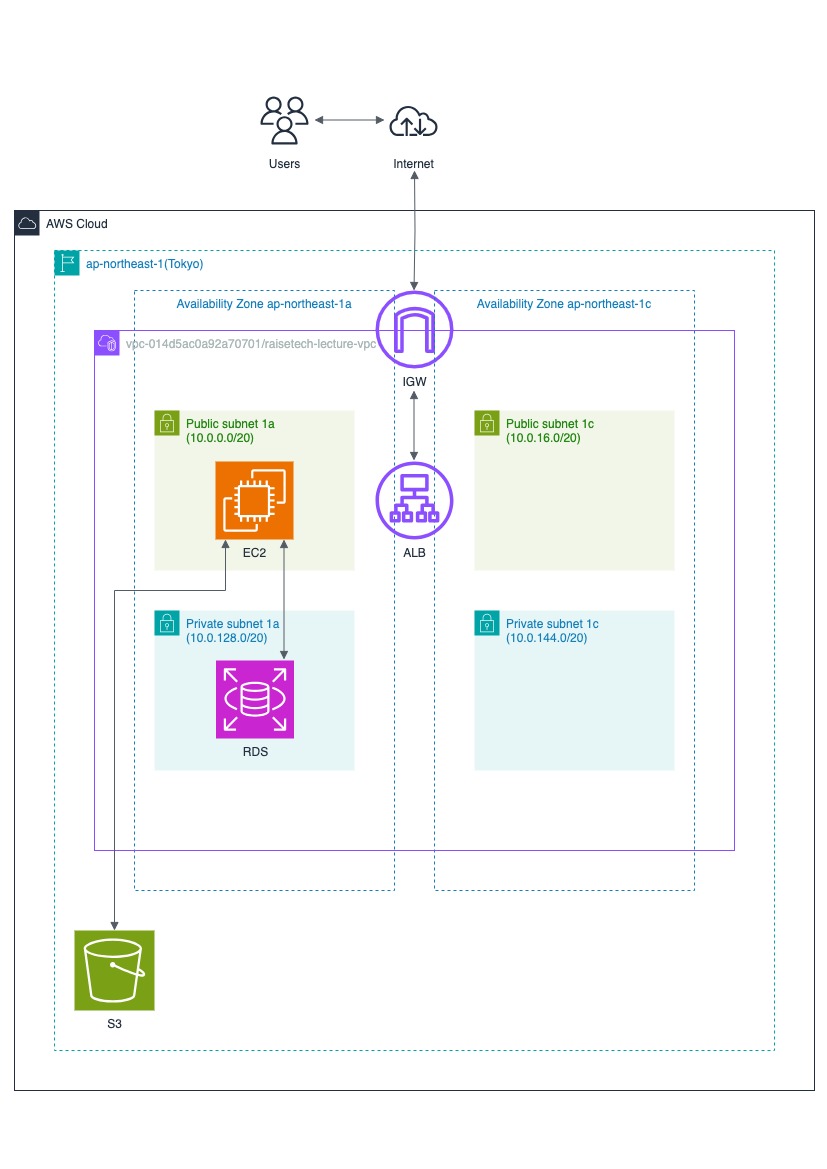 Users
Internet
AWS Cloud
ap-northeast-1(Tokyo)
Availability Zone ap-northeast-1a
Availability Zone ap-northeast-1c
vpc-014d5ac0a92a70701/raisetech-lecture-vpc
IGW
Public subnet 1a
(10.0.0.0/20)
Public subnet 1c
(10.0.16.0/20)
EC2
ALB
Private subnet 1a
(10.0.128.0/20)
Private subnet 1c
(10.0.144.0/20)
RDS
S3